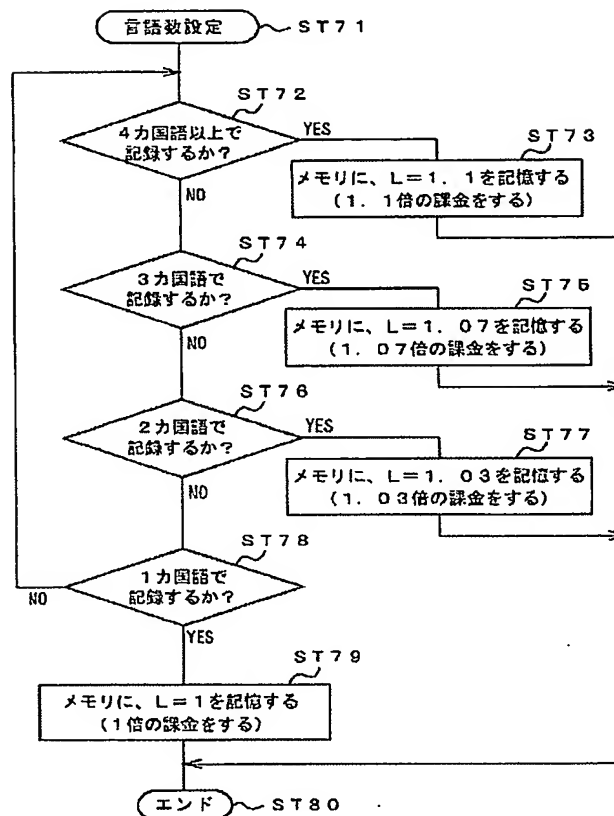 言語数設定
ST71
ST72
4カ国語以上で
記録するか？
YES
ST73
メモリに、L=1．1を記憶する
(1．1倍の課金をする)
NO
ST74
3カ国語で
記録するか？
YES
ST75
メモリに、L=1．07を記憶する
(1．07倍の課金をする)
NO
ST76
2カ国語で
記録するか？
YES
ST77
メモリに、L=1．03を記憶する
(1．03倍の課金をする)
NO
ST78
1カ国語で
記録するか？
NO
YES
ST79
メモリに、L=1を記憶する
(1倍の課金をする)
エンド
ST80